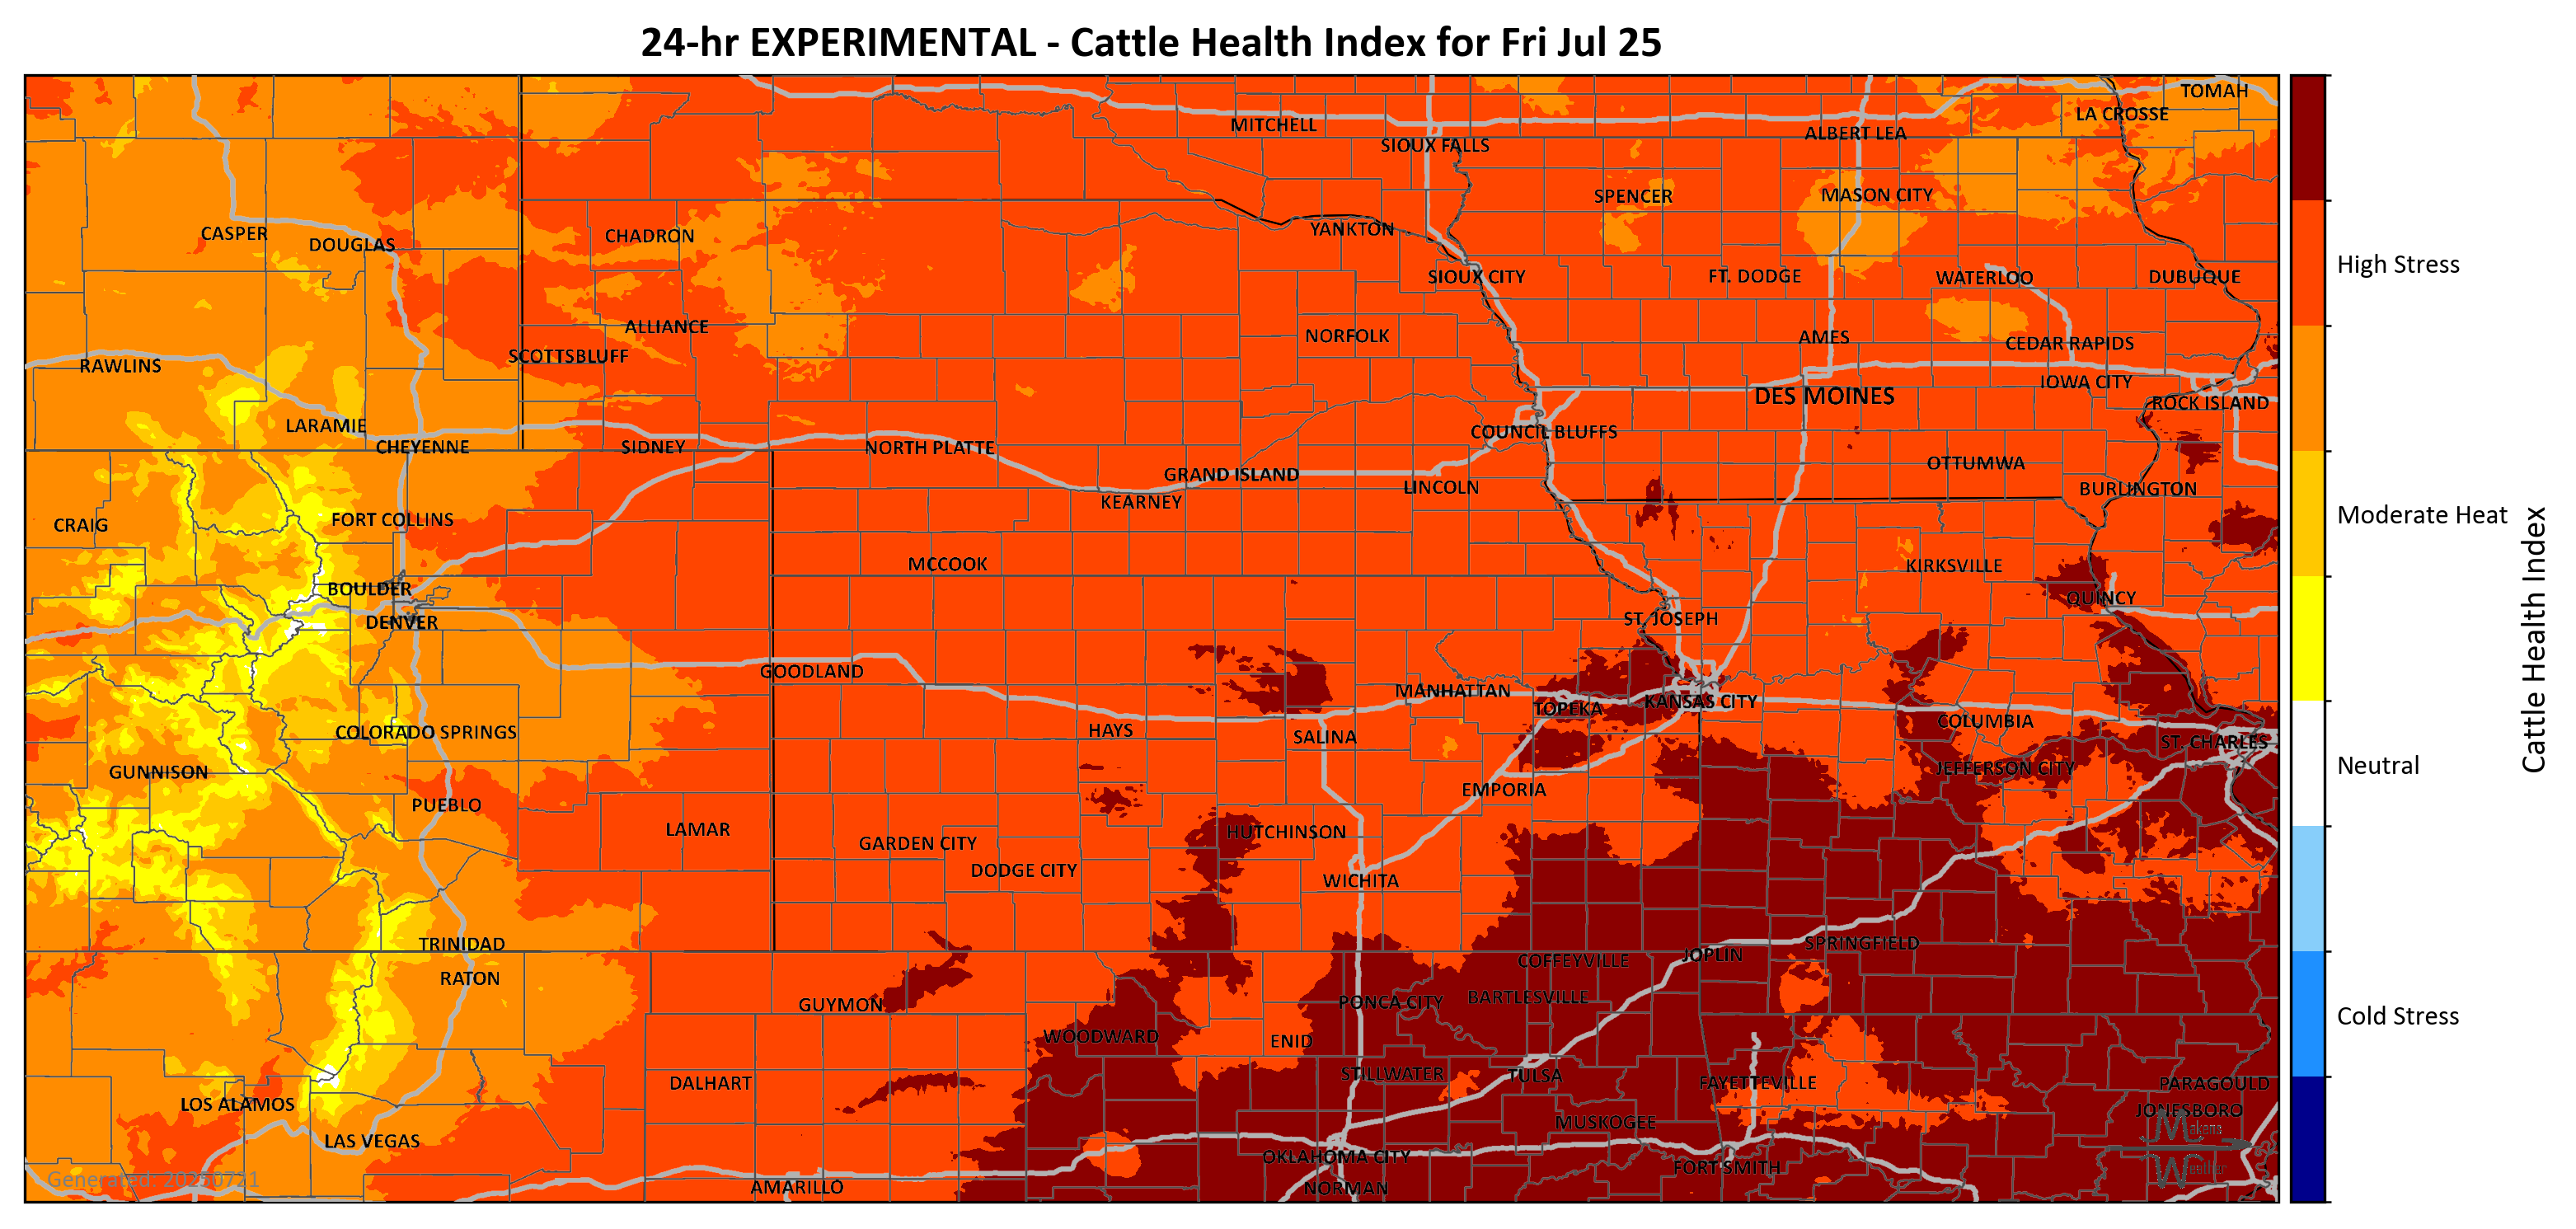 24-hr EXPERIMENTAL - Cattle Health Index for Fri Jul 25
TOMAH
LA CROSSE
MITCHELL
ALBERT LEA
SIOUX FALLS
SPENCER
MASON CITY
CASPER
DOUGLAS
CHADRON
YANKTON
SIOUX CITY
FT. DODGE
WATERLOO
DUBUQUE
High Stress
ALLIANCE
NORFOLK
AMES
CEDAR RAPIDS
SCOTTSBLUFF
RAWLINS
IOWA CITY
DES MOINES
ROCK ISLAND
LARAMIE
COUNCIL BLUFFS
CHEYENNE
SIDNEY
NORTH PLATTE
GRAND ISLAND
OTTUMWA
LINCOLN
BURLINGTON
KEARNEY
CRAIG
FORT COLLINS
Moderate Heat
MCCOOK
KIRKSVILLE
BOULDER
QUINCY
DENVER
ST. JOSEPH
Cattle Health Index
GOODLAND
MANHATTAN
TOPEKA
KANSAS CITY
COLUMBIA
COLORADO SPRINGS
HAYS
SALINA
ST. CHARLES
GUNNISON
JEFFERSON CITY
Neutral
EMPORIA
PUEBLO
LAMAR
HUTCHINSON
GARDEN CITY
DODGE CITY
WICHITA
TRINIDAD
SPRINGFIELD
JOPLIN
COFFEYVILLE
RATON
GUYMON
PONCA CITY
BARTLESVILLE
WOODWARD
ENID
Cold Stress
DALHART
STILLWATER
TULSA
FAYETTEVILLE
PARAGOULD
LOS ALAMOS
JONESBORO
MUSKOGEE
Makens
LAS VEGAS
OKLAHOMA CITY
FORT SMITH
Weather
Generated: 20250721
AMARILLO
NORMAN